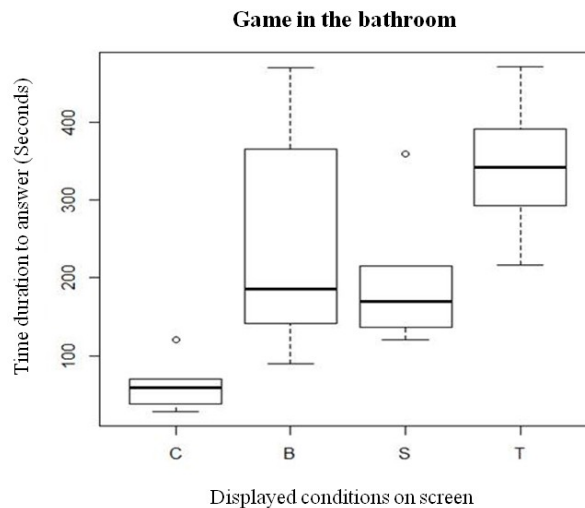 Game in the bathroom
Time duration to answer (Seconds)
400
300
200
100
C B S T
Displayed conditions on screen